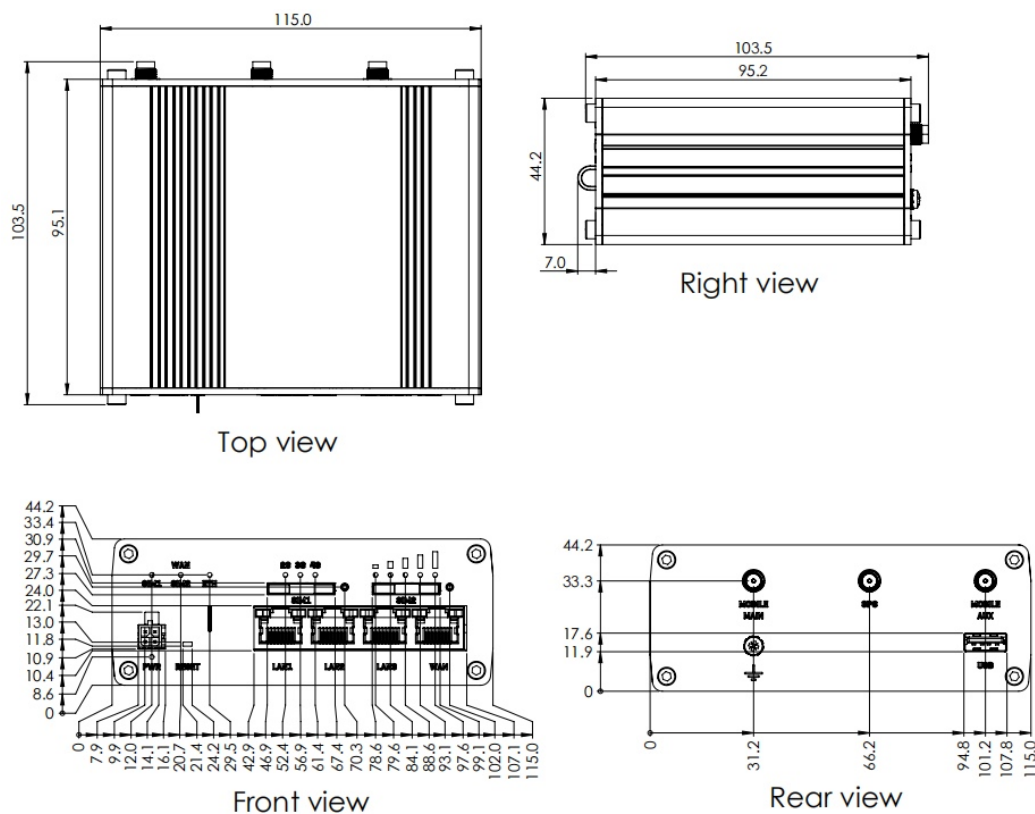 115.0
103.5
95.1
Top view
103.5
95.2
44.2
7.0
Right view
44.2
33.4
30.9
29.7
27.3
24.0
22.1
13.0
11.8
10.9
10.4
8.6
0
WAN
SIM1 SIM2 ETH
2G 3G 4G
SIM1
SIM2
PWR
RESET
LAN1
LAN2
LAN3
WAN
0
7.9
9.9
12.0
14.1
16.1
20.7
21.4
24.2
29.5
42.9
46.9
52.4
56.9
61.4
67.4
70.3
78.6
79.6
84.1
88.6
93.1
97.6
99.1
102.0
107.1
115.0
Front view
44.2
33.3
17.6
11.9
0
MOBILE
MAIN
GPS
MOBILE
AUX
USB
0
31.2
66.2
94.8
101.2
107.8
115.0
Rear view